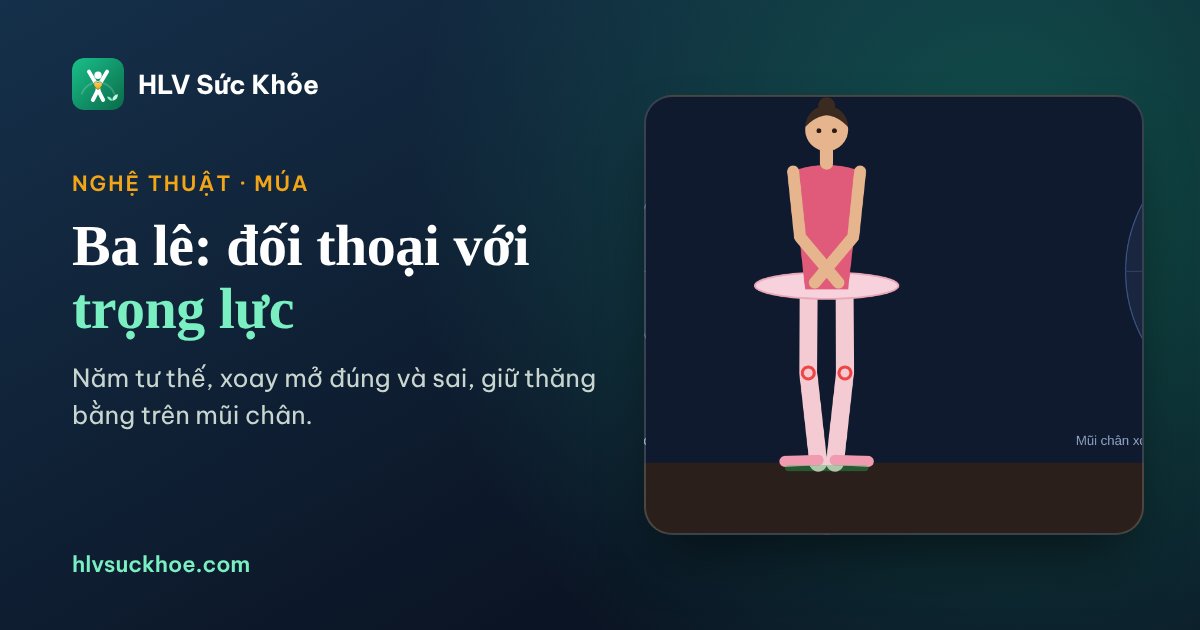 HLV Sức Khỏe
NGHỆ THUẬT · MÚA
Ba lê: đối thoại với
trọng lực
Năm tư thế, xoay mở đúng và sai, giữ thăng
bằng trên mũi chân.
Mũi chân
hlvsuckhoe.com